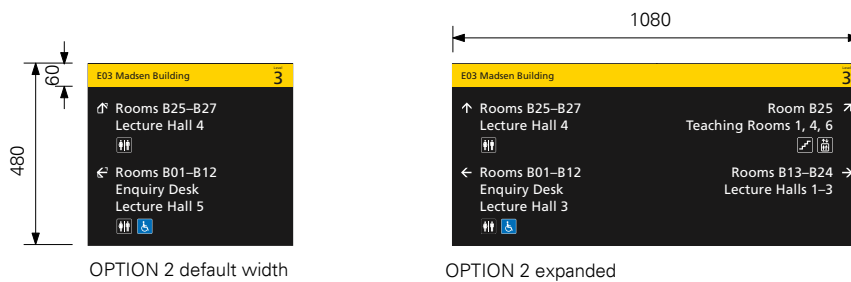 1080
60
480
E03 Madsen Building
Level
3
Rooms B25–B27
Lecture Hall 4
Rooms B01–B12
Enquiry Desk
Lecture Hall 5
OPTION 2 default width
E03 Madsen Building
Level
3
Rooms B25–B27
Lecture Hall 4
Rooms B01–B12
Enquiry Desk
Lecture Hall 3
Room B25
Teaching Rooms 1, 4, 6
Rooms B13–B24
Lecture Halls 1–3
OPTION 2 expanded